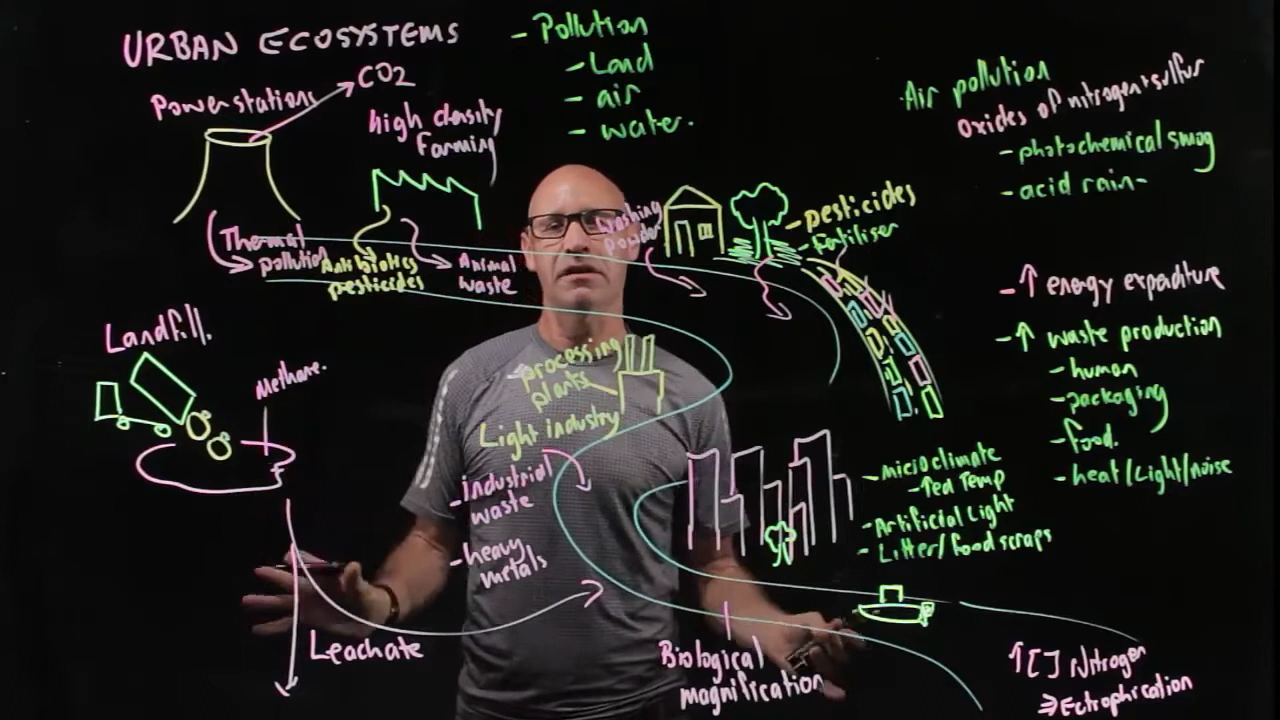 URBAN ECOSYSTEMS
- Pollution
- Land
- air
- water.
Power stations
CO2
high density
farming
Air pollution
Oxides of nitrogen + sulfur
- photochemical smog
- acid rain -
Thermal
pollution
Antibiotics
pesticides
Animal
waste
Washing
powder
- pesticides
- Fatiliser
- ↑ energy expenditure
- ↑ waste production
- human
- packaging
- food.
- heat/Light/noise
Landfill.
Methane.
processing
plants
Light industry
- industrial
waste
- heavy
metals
- microclimate
- Ted Temp
- Artificial Light
- Litter/food scraps
Leachate
Biological
magnification
↑[] Nitrogen
⇒ Ectrophication